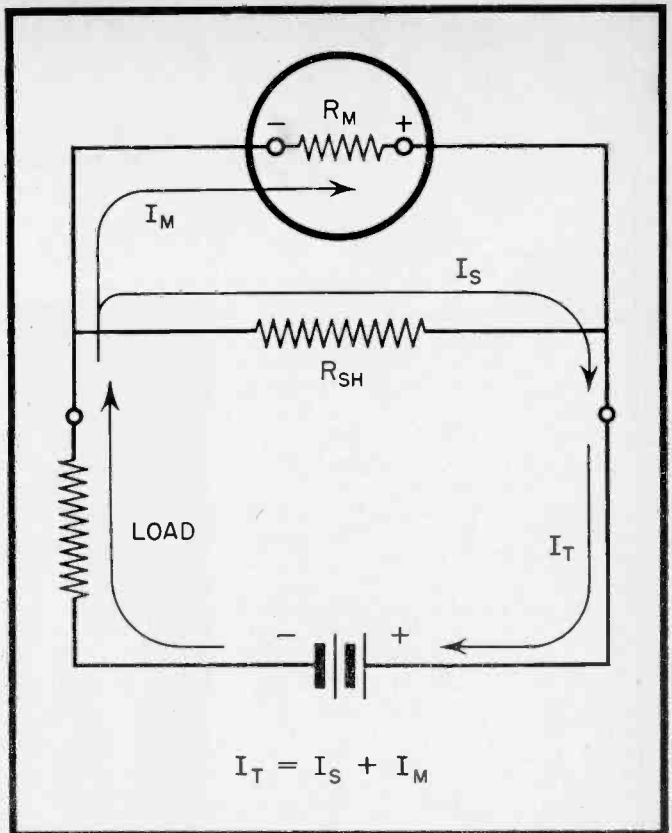 R_M
− +
I_M
I_S
R_SH
LOAD
I_T
− +
I_T = I_S + I_M